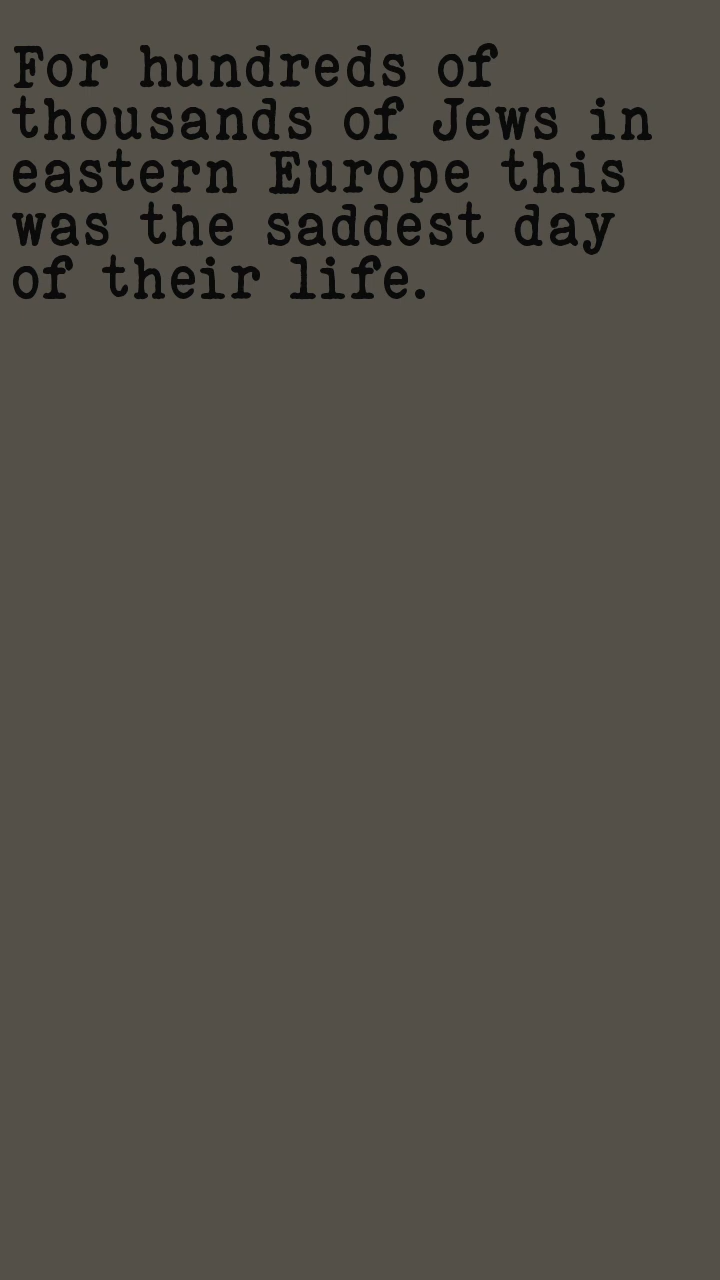 For hundreds of
thousands of Jews in
eastern Europe this
was the saddest day
of their life.